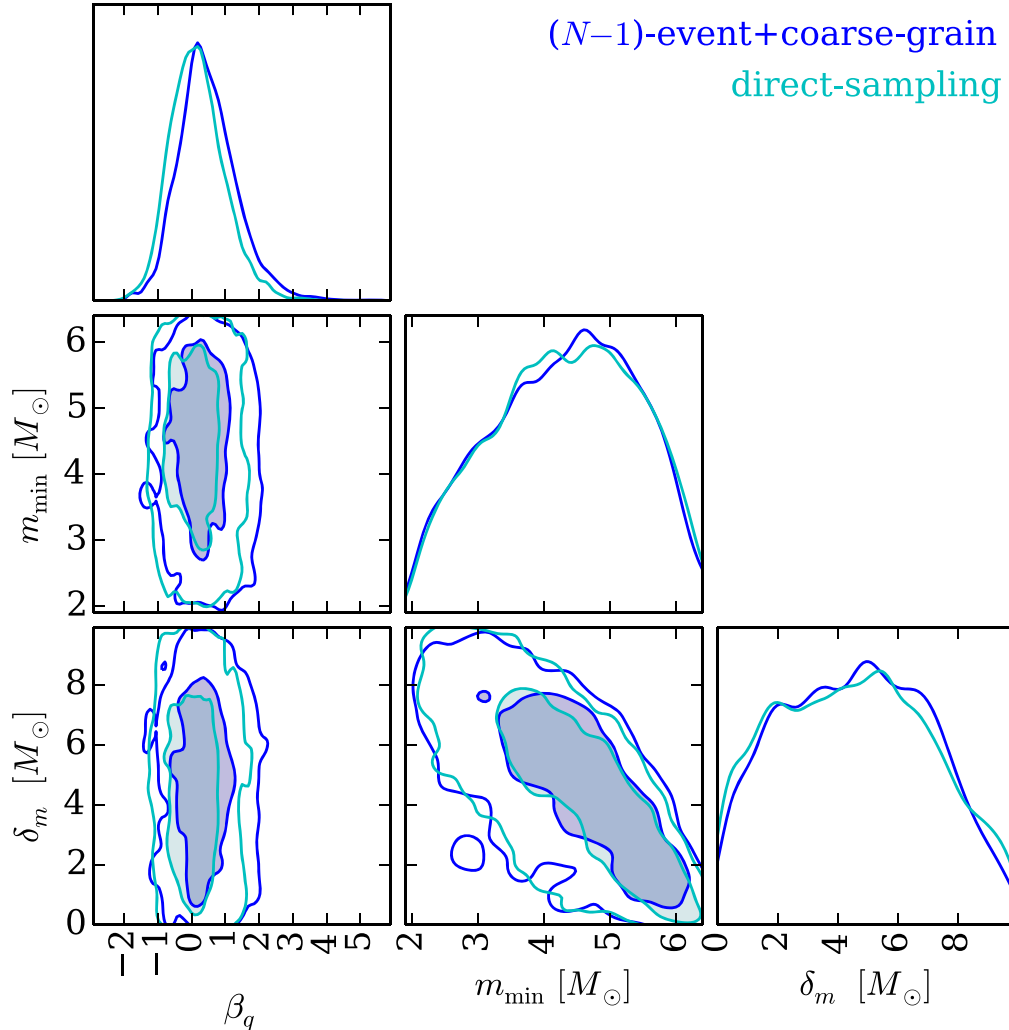 (N−1)-event+coarse-grain
direct-sampling
6
5
4
3
2
m_min [M_⊙]
8
6
4
2
0
δ_m [M_⊙]
−2 −1 0 1 2 3 4 5
2 3 4 5 6
0 2 4 6 8
β_q
m_min [M_⊙]
δ_m [M_⊙]